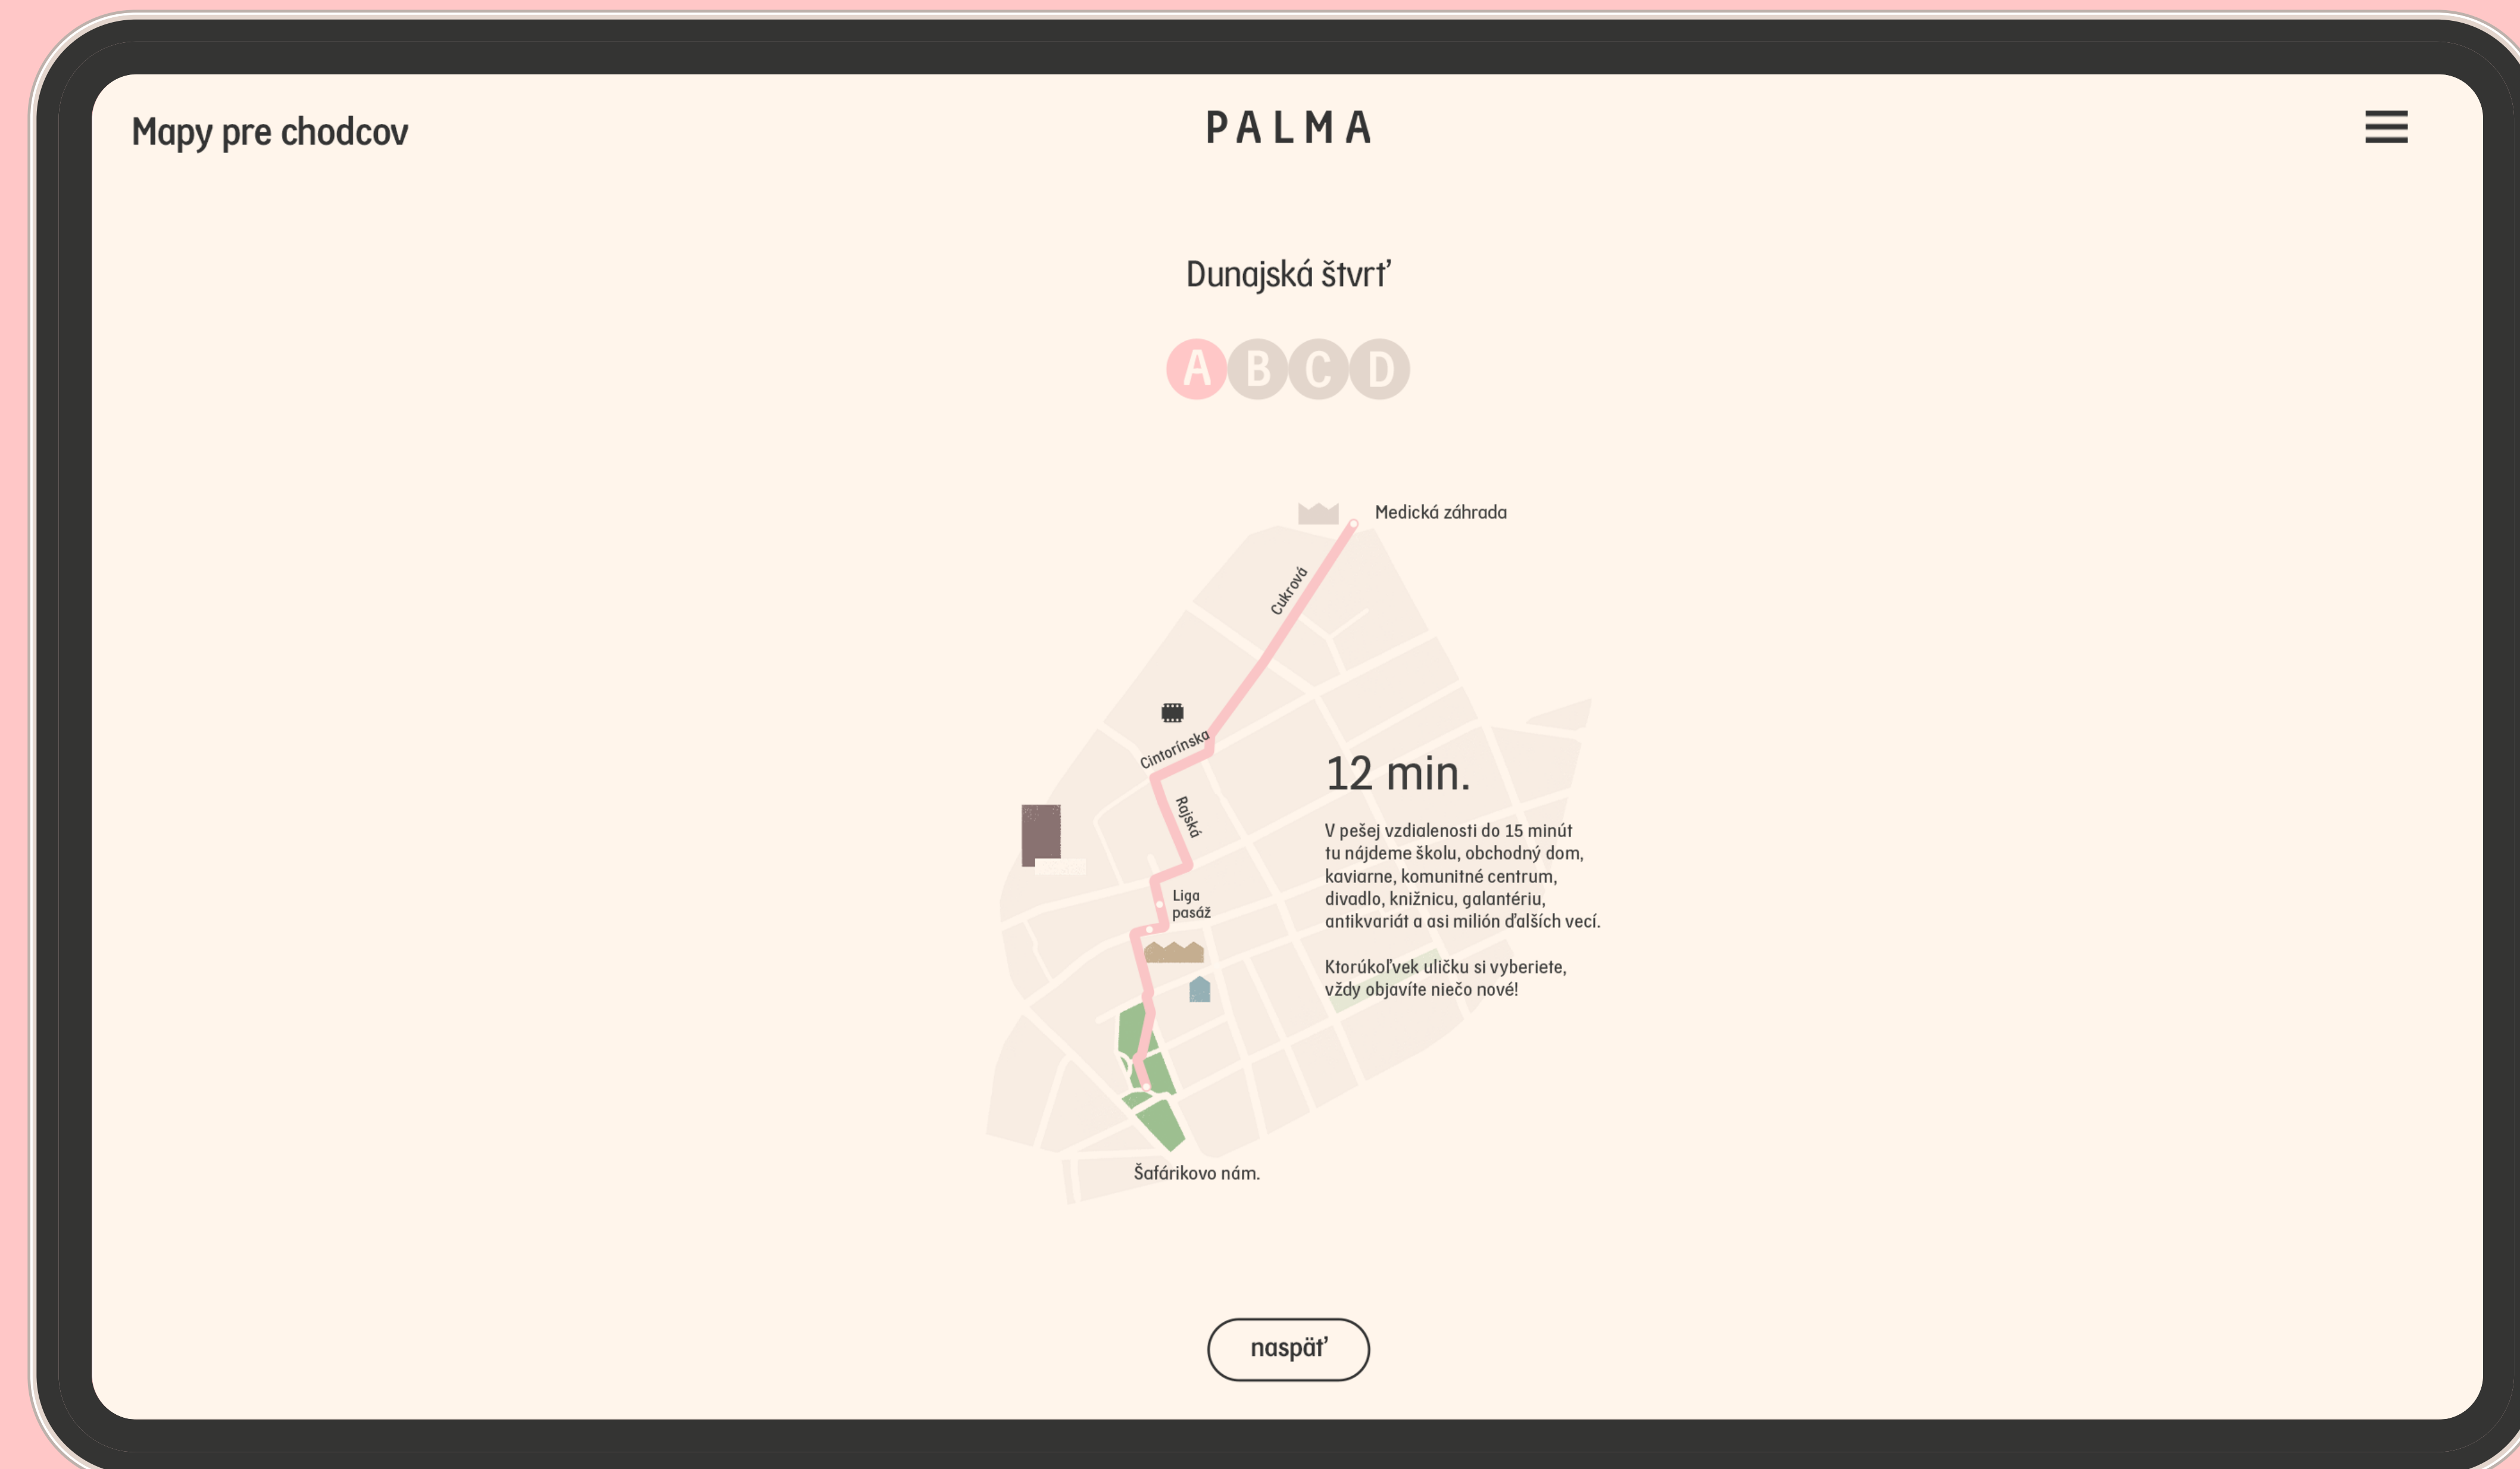 Mapy pre chodcov
PALMA
Dunajská štvrť
A B C D
Medická záhrada
Cukrová
Cintorínska
Rajská
Liga
pasáž
12 min.
V pešej vzdialenosti do 15 minút
tu nájdeme školu, obchodný dom,
kaviarne, komunitné centrum,
divadlo, knižnicu, galantériu,
antikvariát a asi milión ďalších vecí.
Ktorúkoľvek uličku si vyberiete,
vždy objavíte niečo nové!
Šafárikovo nám.
naspäť